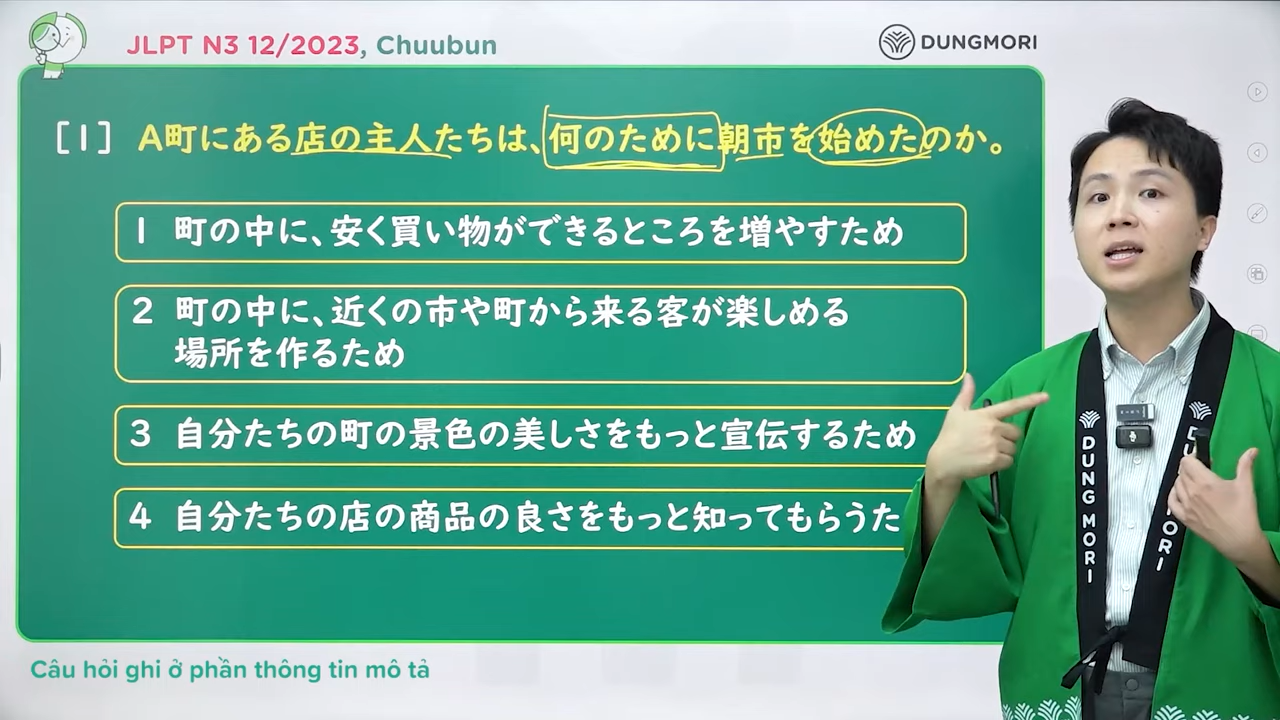 JLPT N3 12/2023, Chuubun
DUNGMORI
[1] A町にある店の主人たちは、何のために朝市を始めたのか。
1 町の中に、安く買い物ができるところを増やすため
2 町の中に、近くの市や町から来る客が楽しめる
場所を作るため
3 自分たちの町の景色の美しさをもっと宣伝するため
4 自分たちの店の商品の良さをもっと知ってもらうた
DUNG MORI
DUNG MORI
Câu hỏi ghi ở phần thông tin mô tả